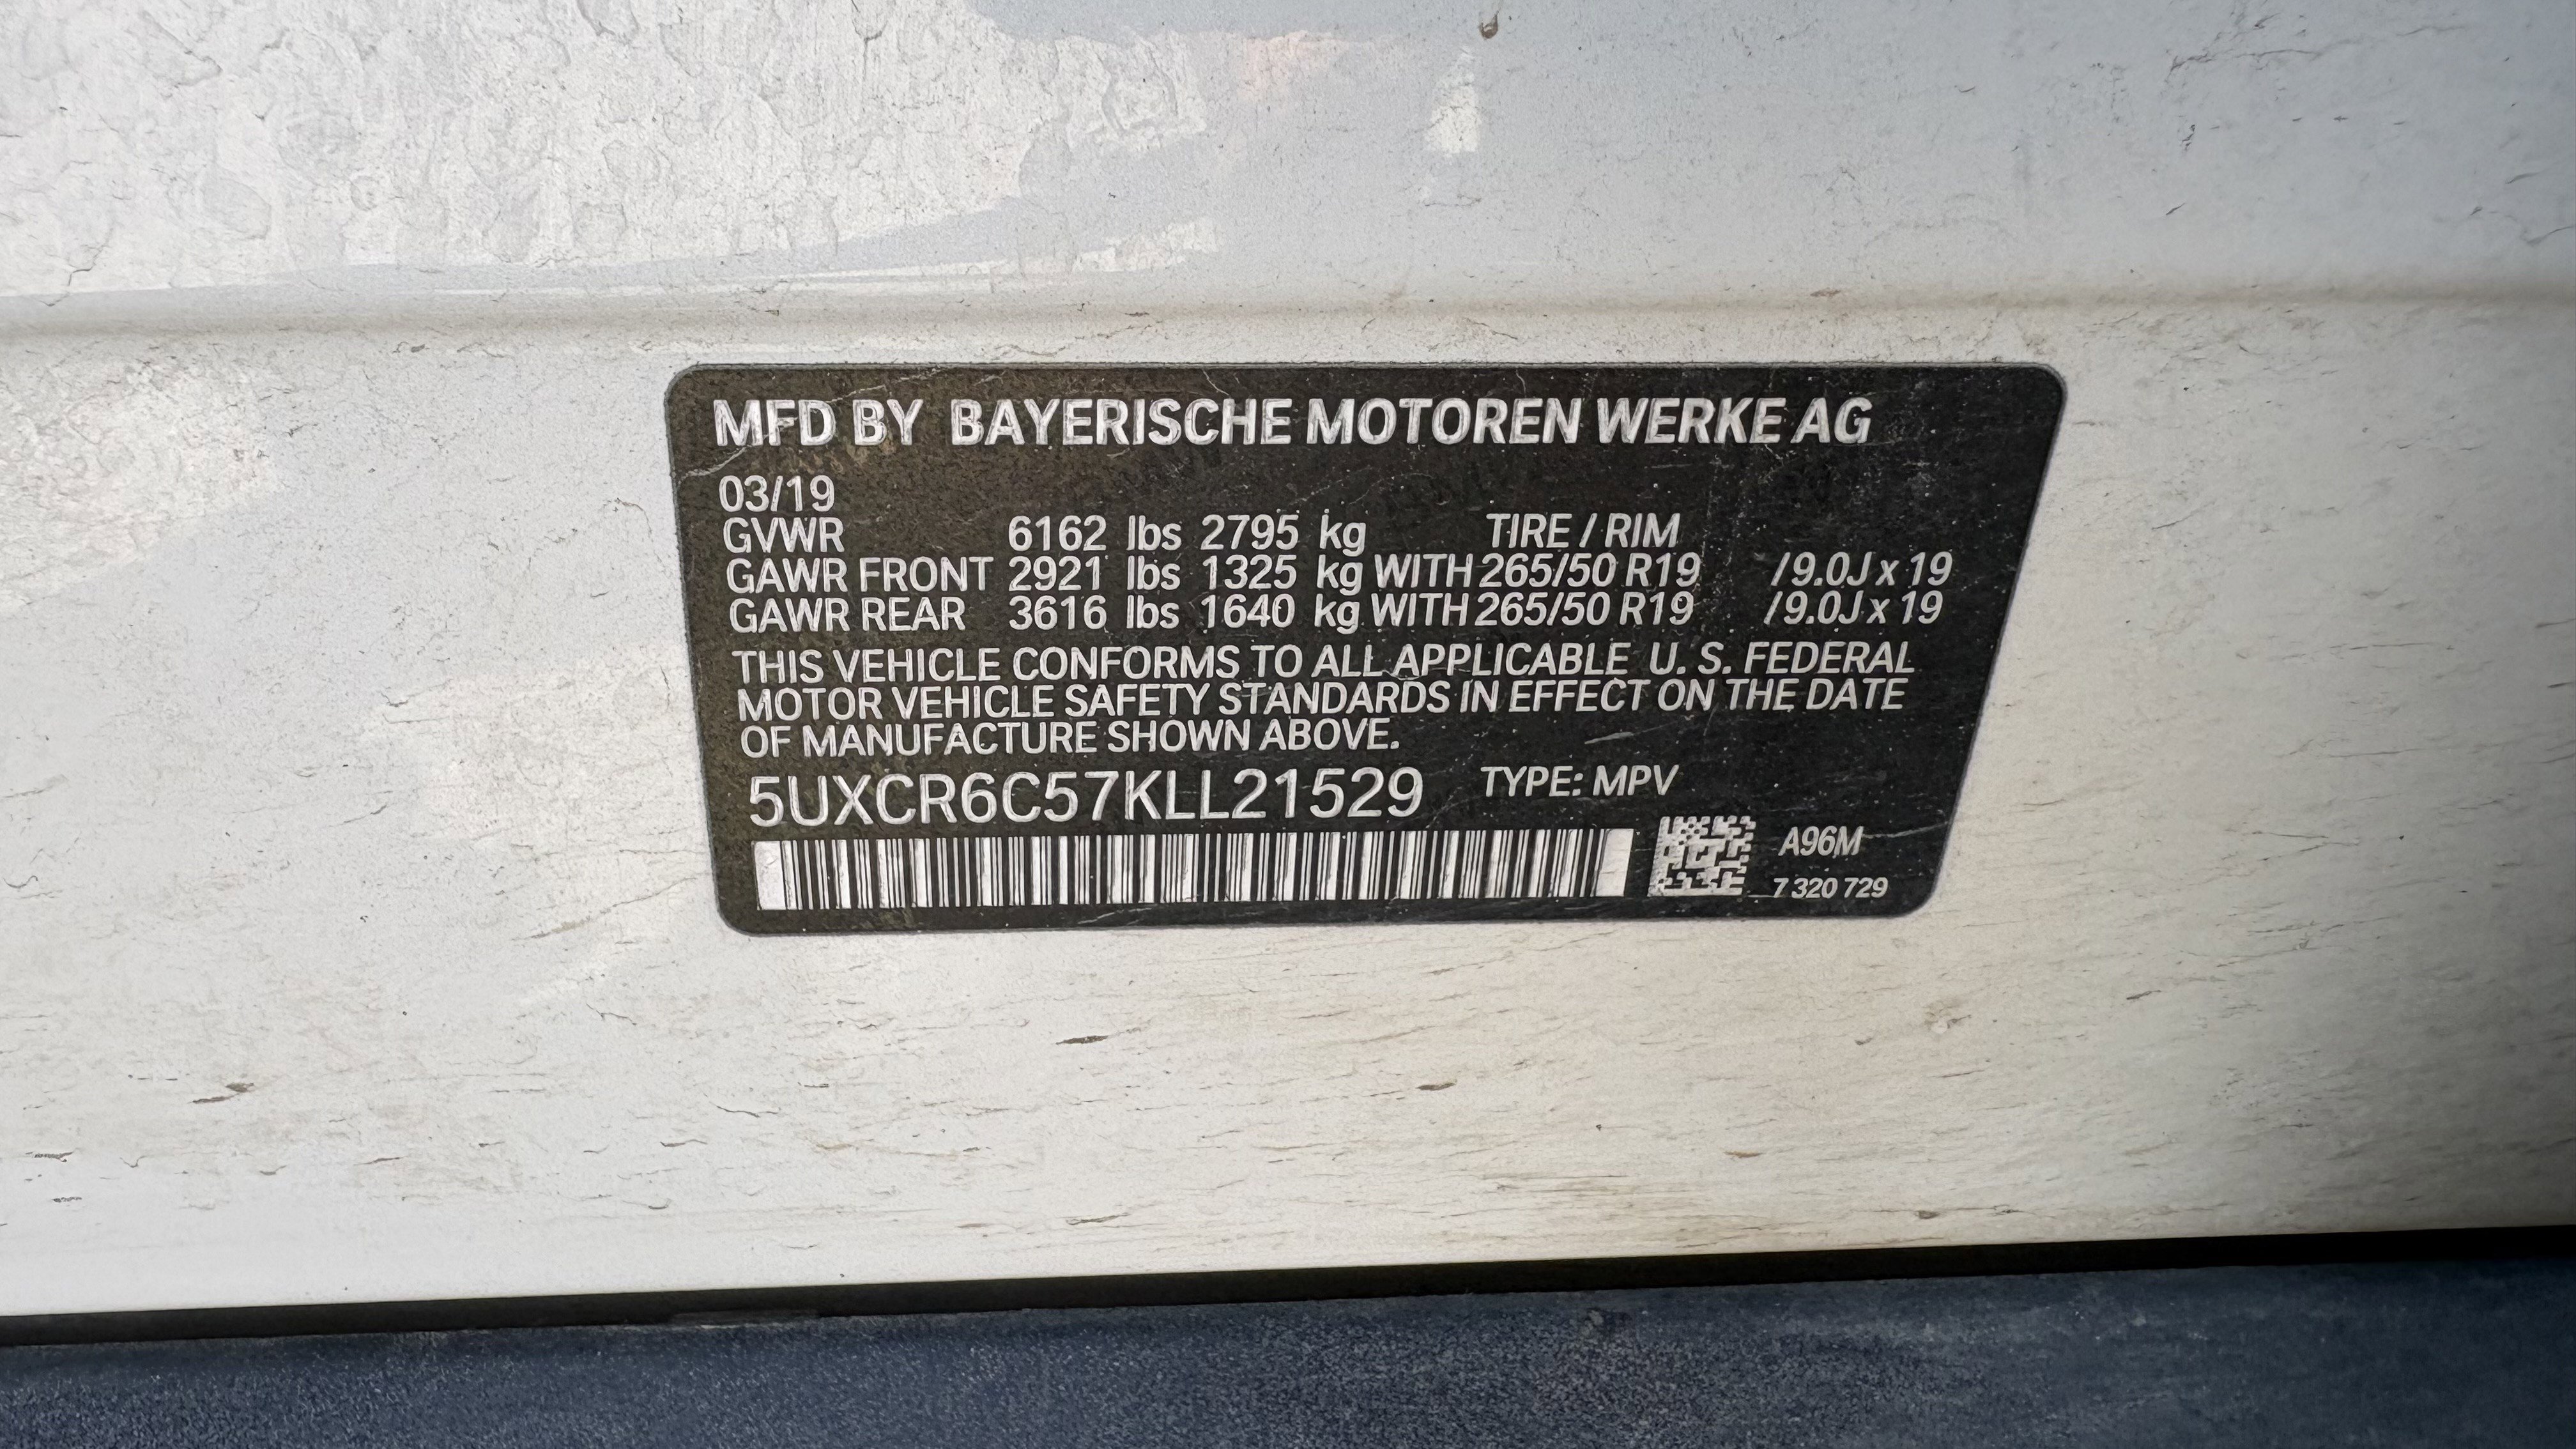 MFD BY BAYERISCHE MOTOREN WERKE AG
03/19
GVWR 6162 lbs 2795 kg TIRE / RIM
GAWR FRONT 2921 lbs 1325 kg WITH 265/50 R19 /9.0J x 19
GAWR REAR 3616 lbs 1640 kg WITH 265/50 R19 /9.0J x 19
THIS VEHICLE CONFORMS TO ALL APPLICABLE U. S. FEDERAL
MOTOR VEHICLE SAFETY STANDARDS IN EFFECT ON THE DATE
OF MANUFACTURE SHOWN ABOVE.
5UXCR6C57KLL21529 TYPE: MPV
A96M
7 320 729